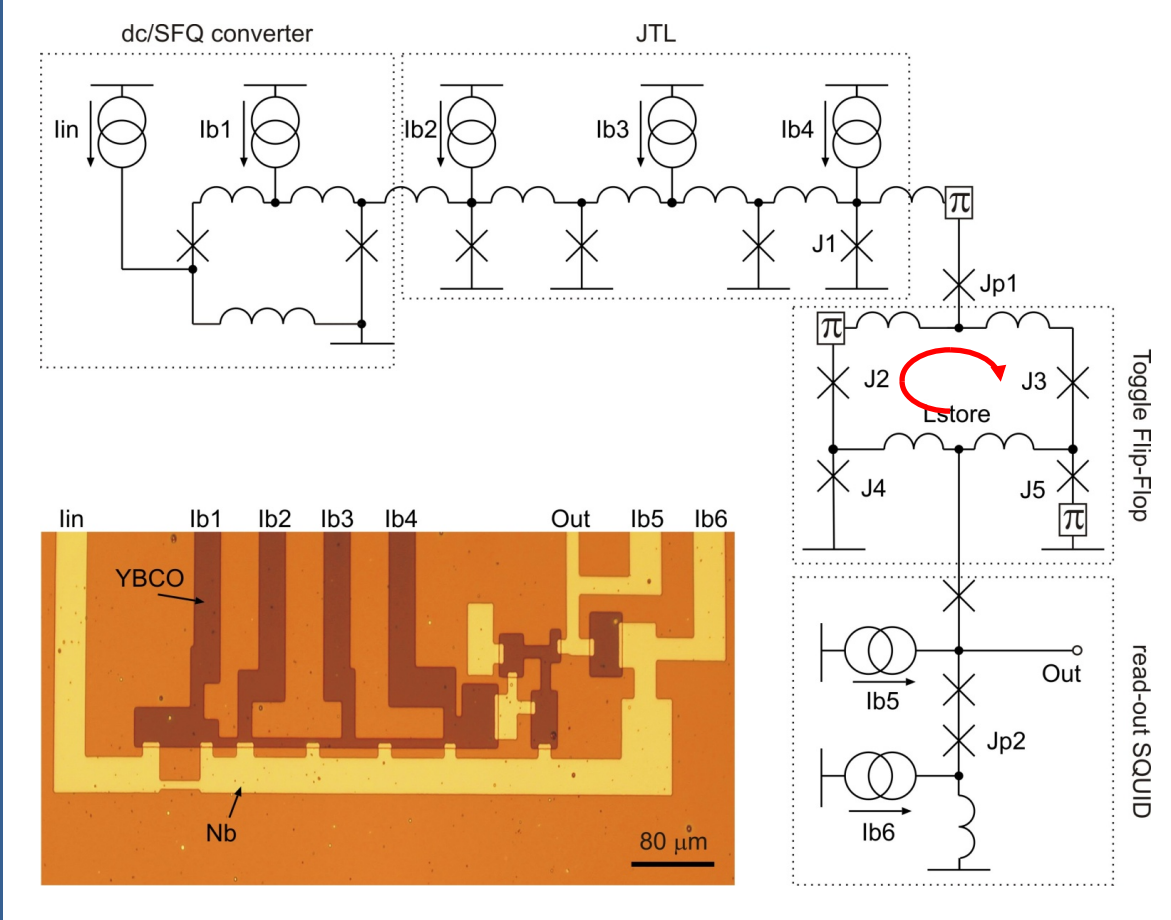 dc/SFQ converter
JTL
Iin
Ib1
Ib2
Ib3
Ib4
π
J1
Jp1
π
J2
J3
Lstore
J4
J5
π
Toggle Flip-Flop
Iin
Ib1
Ib2
Ib3
Ib4
Out
Ib5
Ib6
YBCO
Nb
80 μm
Ib5
Out
Jp2
Ib6
read-out SQUID